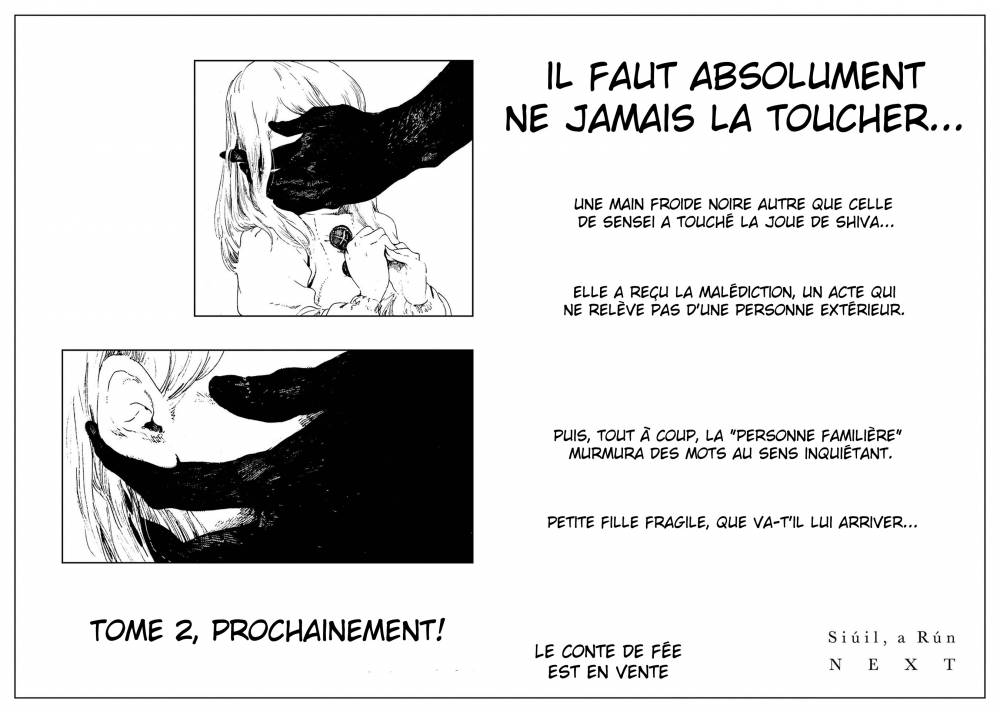 IL FAUT ABSOLUMENT
NE JAMAIS LA TOUCHER...
UNE MAIN FROIDE NOIRE AUTRE QUE CELLE
DE SENSEI A TOUCHÉ LA JOUE DE SHIVA...
ELLE A REÇU LA MALÉDICTION, UN ACTE QUI
NE RELÈVE PAS D'UNE PERSONNE EXTÉRIEUR.
PUIS, TOUT À COUP, LA "PERSONNE FAMILIÈRE"
MURMURA DES MOTS AU SENS INQUIÉTANT.
PETITE FILLE FRAGILE, QUE VA-T'IL LUI ARRIVER...
TOME 2, PROCHAINEMENT!
LE CONTE DE FÉE
EST EN VENTE
Siúil, a Rún
NEXT